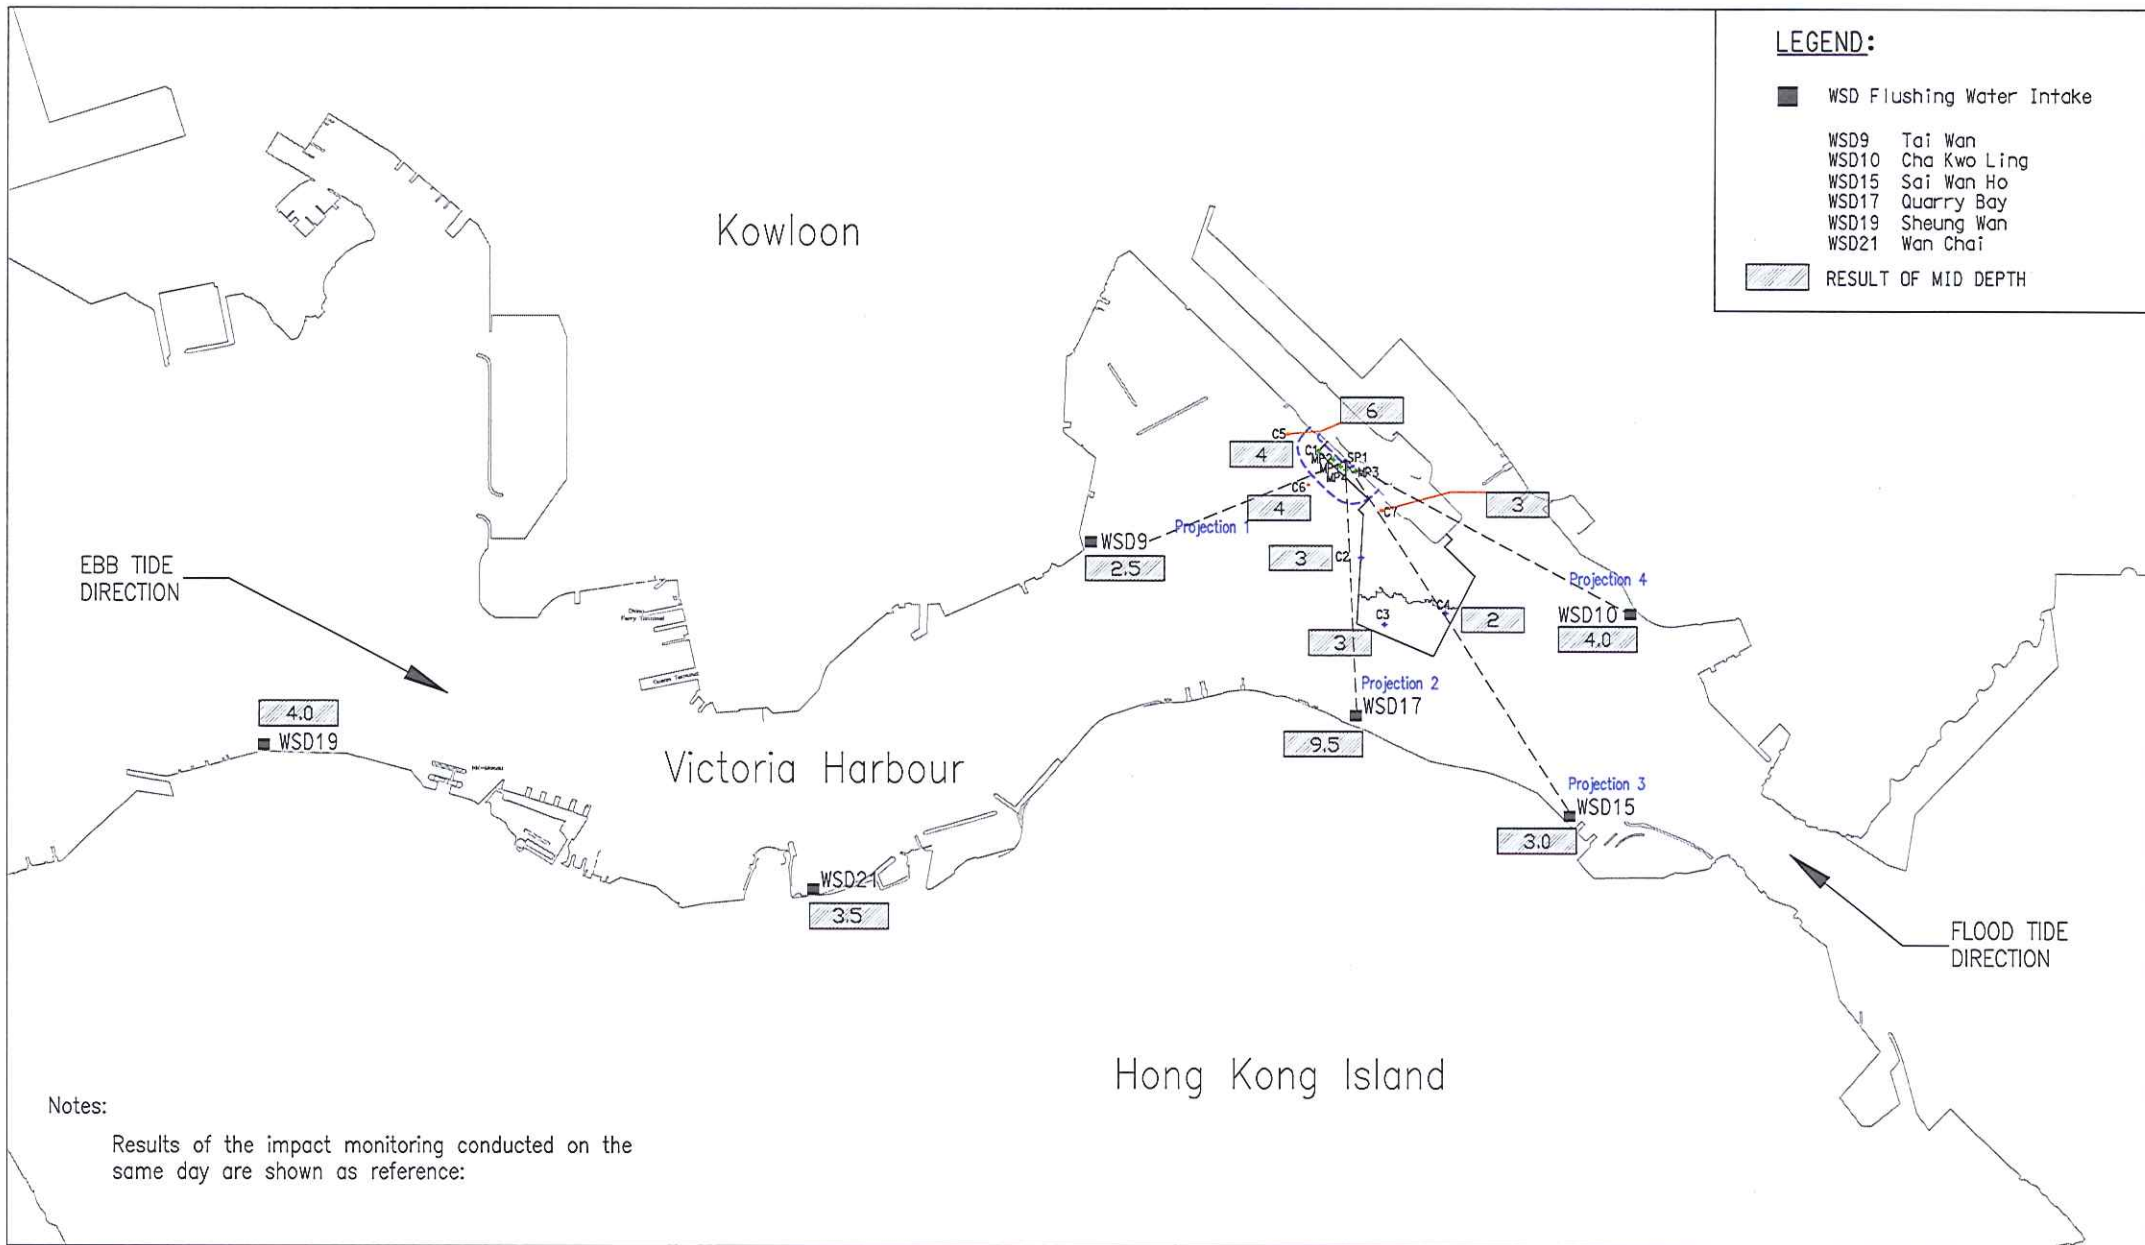 LEGEND:
WSD Flushing Water Intake
WSD9 Tai Wan
WSD10 Cha Kwo Ling
WSD15 Sai Wan Ho
WSD17 Quarry Bay
WSD19 Sheung Wan
WSD21 Wan Chai
RESULT OF MID DEPTH
Kowloon
6
C5
4
C1
SP1
MP3
C6
4
C7
3
Projection 1
WSD9
2.5
3
C2
EBB TIDE
DIRECTION
Projection 4
WSD10
4.0
C3
C4
2
3
Ferry Terminal
Projection 2
WSD17
9.5
4.0
WSD19
Victoria Harbour
Projection 3
WSD15
3.0
WSD21
3.5
FLOOD TIDE
DIRECTION
Hong Kong Island
Notes:
Results of the impact monitoring conducted on the
same day are shown as reference: